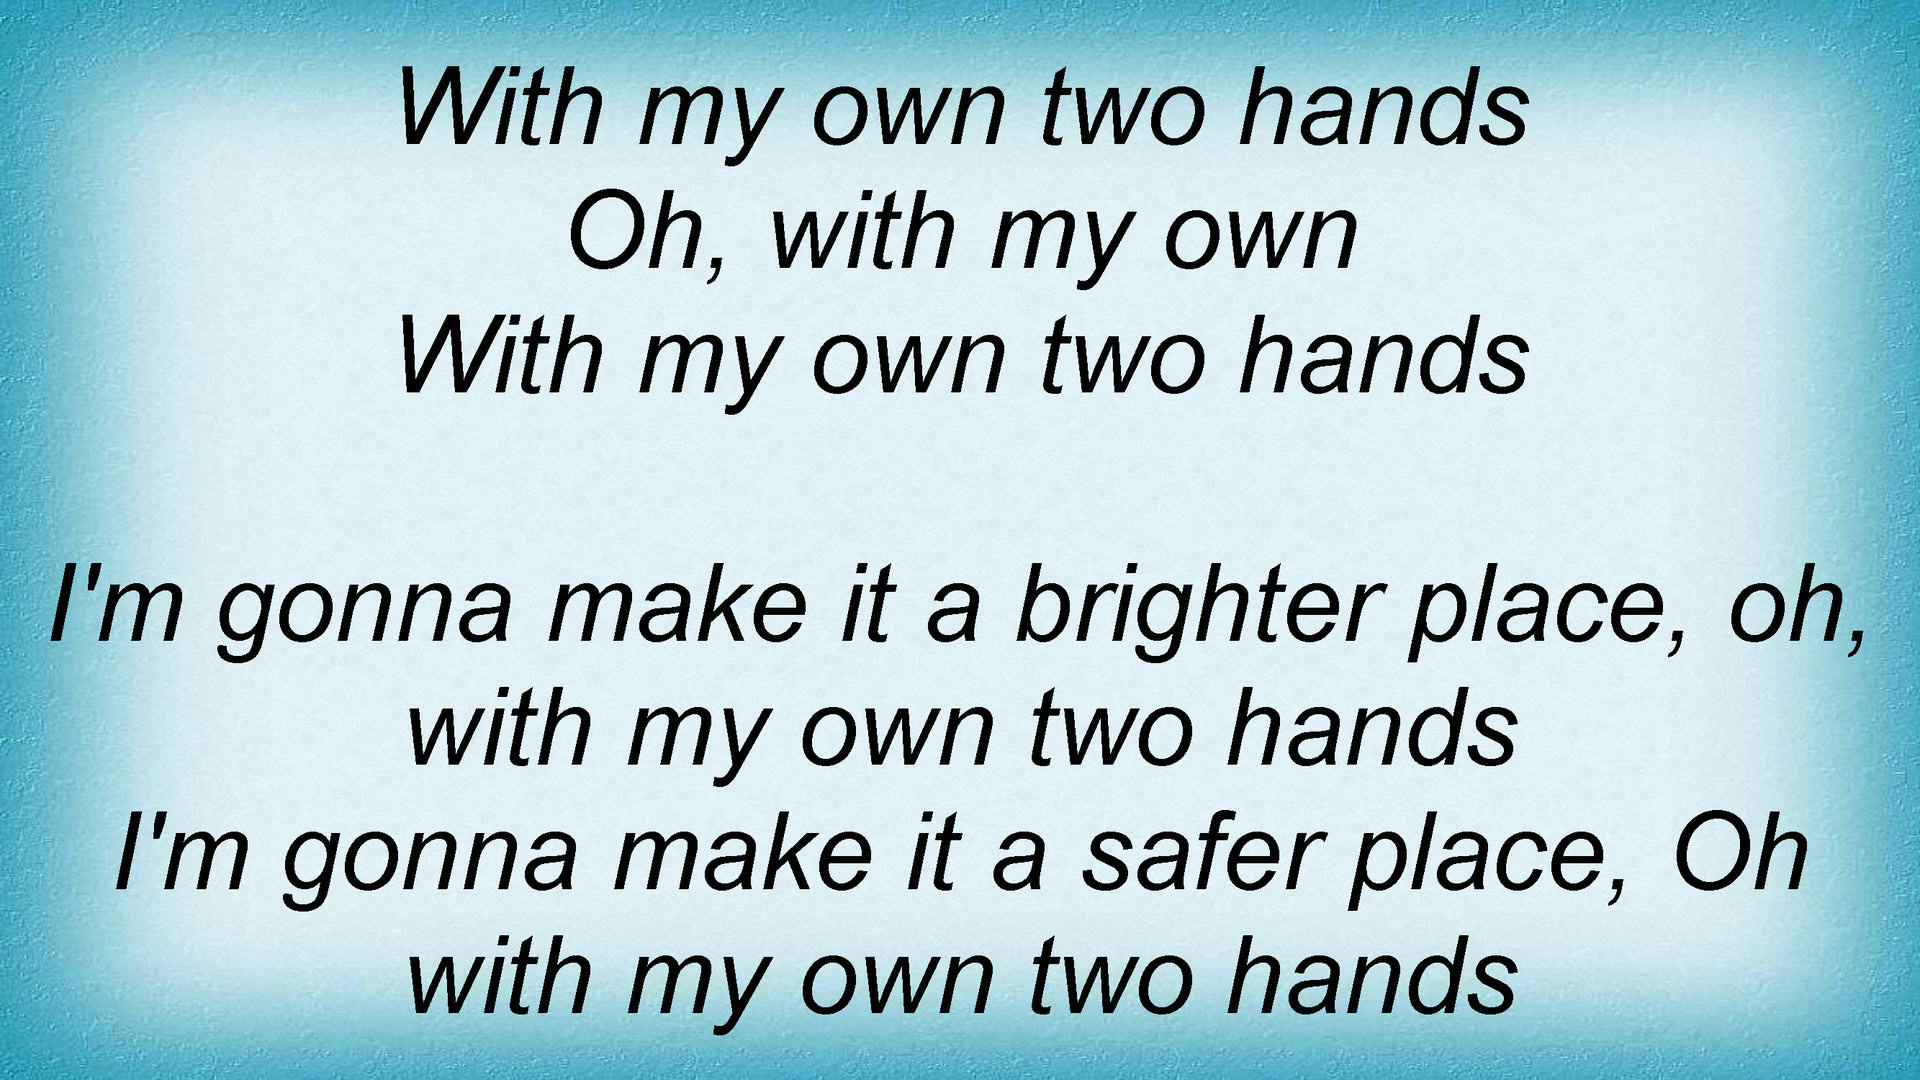 With my own two hands
Oh, with my own
With my own two hands
I'm gonna make it a brighter place, oh,
with my own two hands
I'm gonna make it a safer place, Oh
with my own two hands